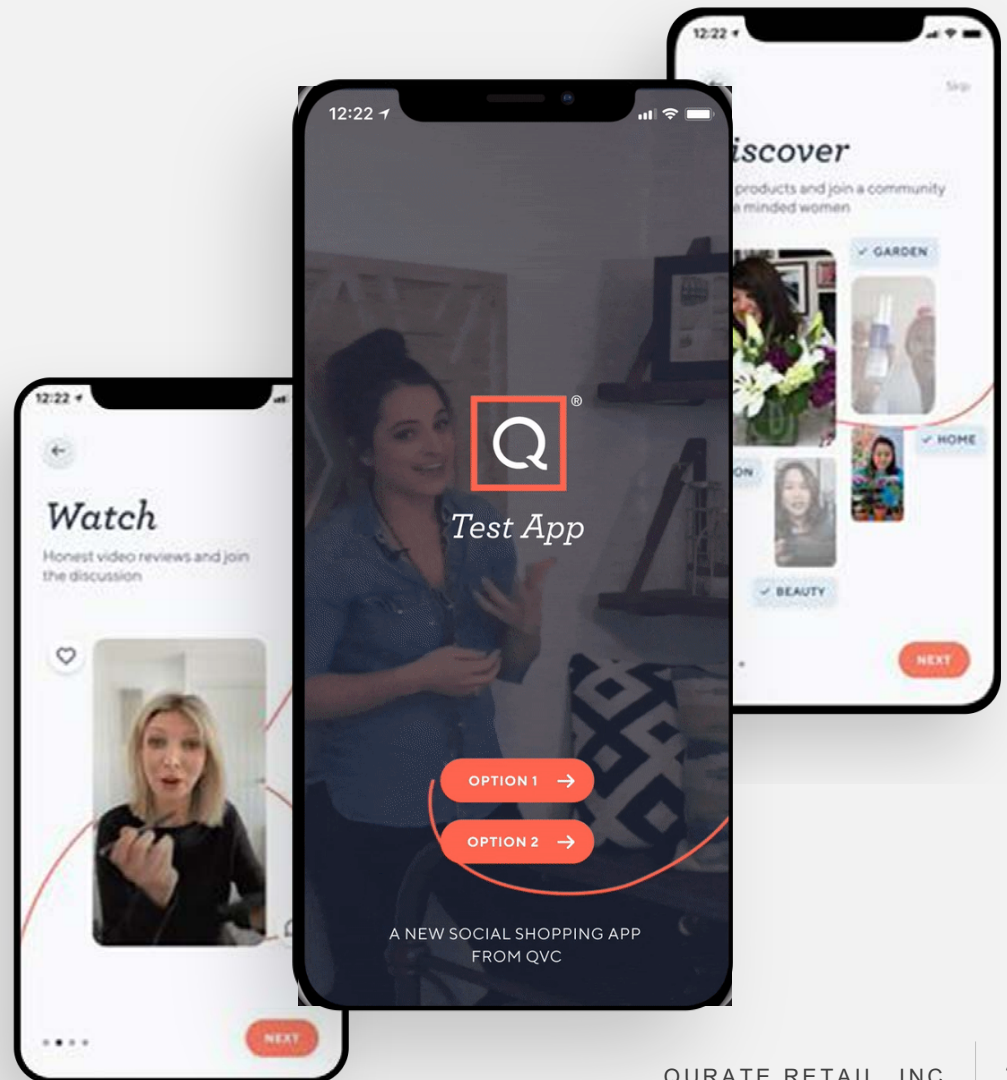 12:22
Watch
Honest video reviews and join
the discussion
NEXT
12:22
Q ®
Test App
OPTION 1 →
OPTION 2 →
A NEW SOCIAL SHOPPING APP
FROM QVC
12:22
Skip
iscover
products and join a community
minded women
✓ GARDEN
✓ HOME
ON
✓ BEAUTY
NEXT
QURATE RETAIL, INC